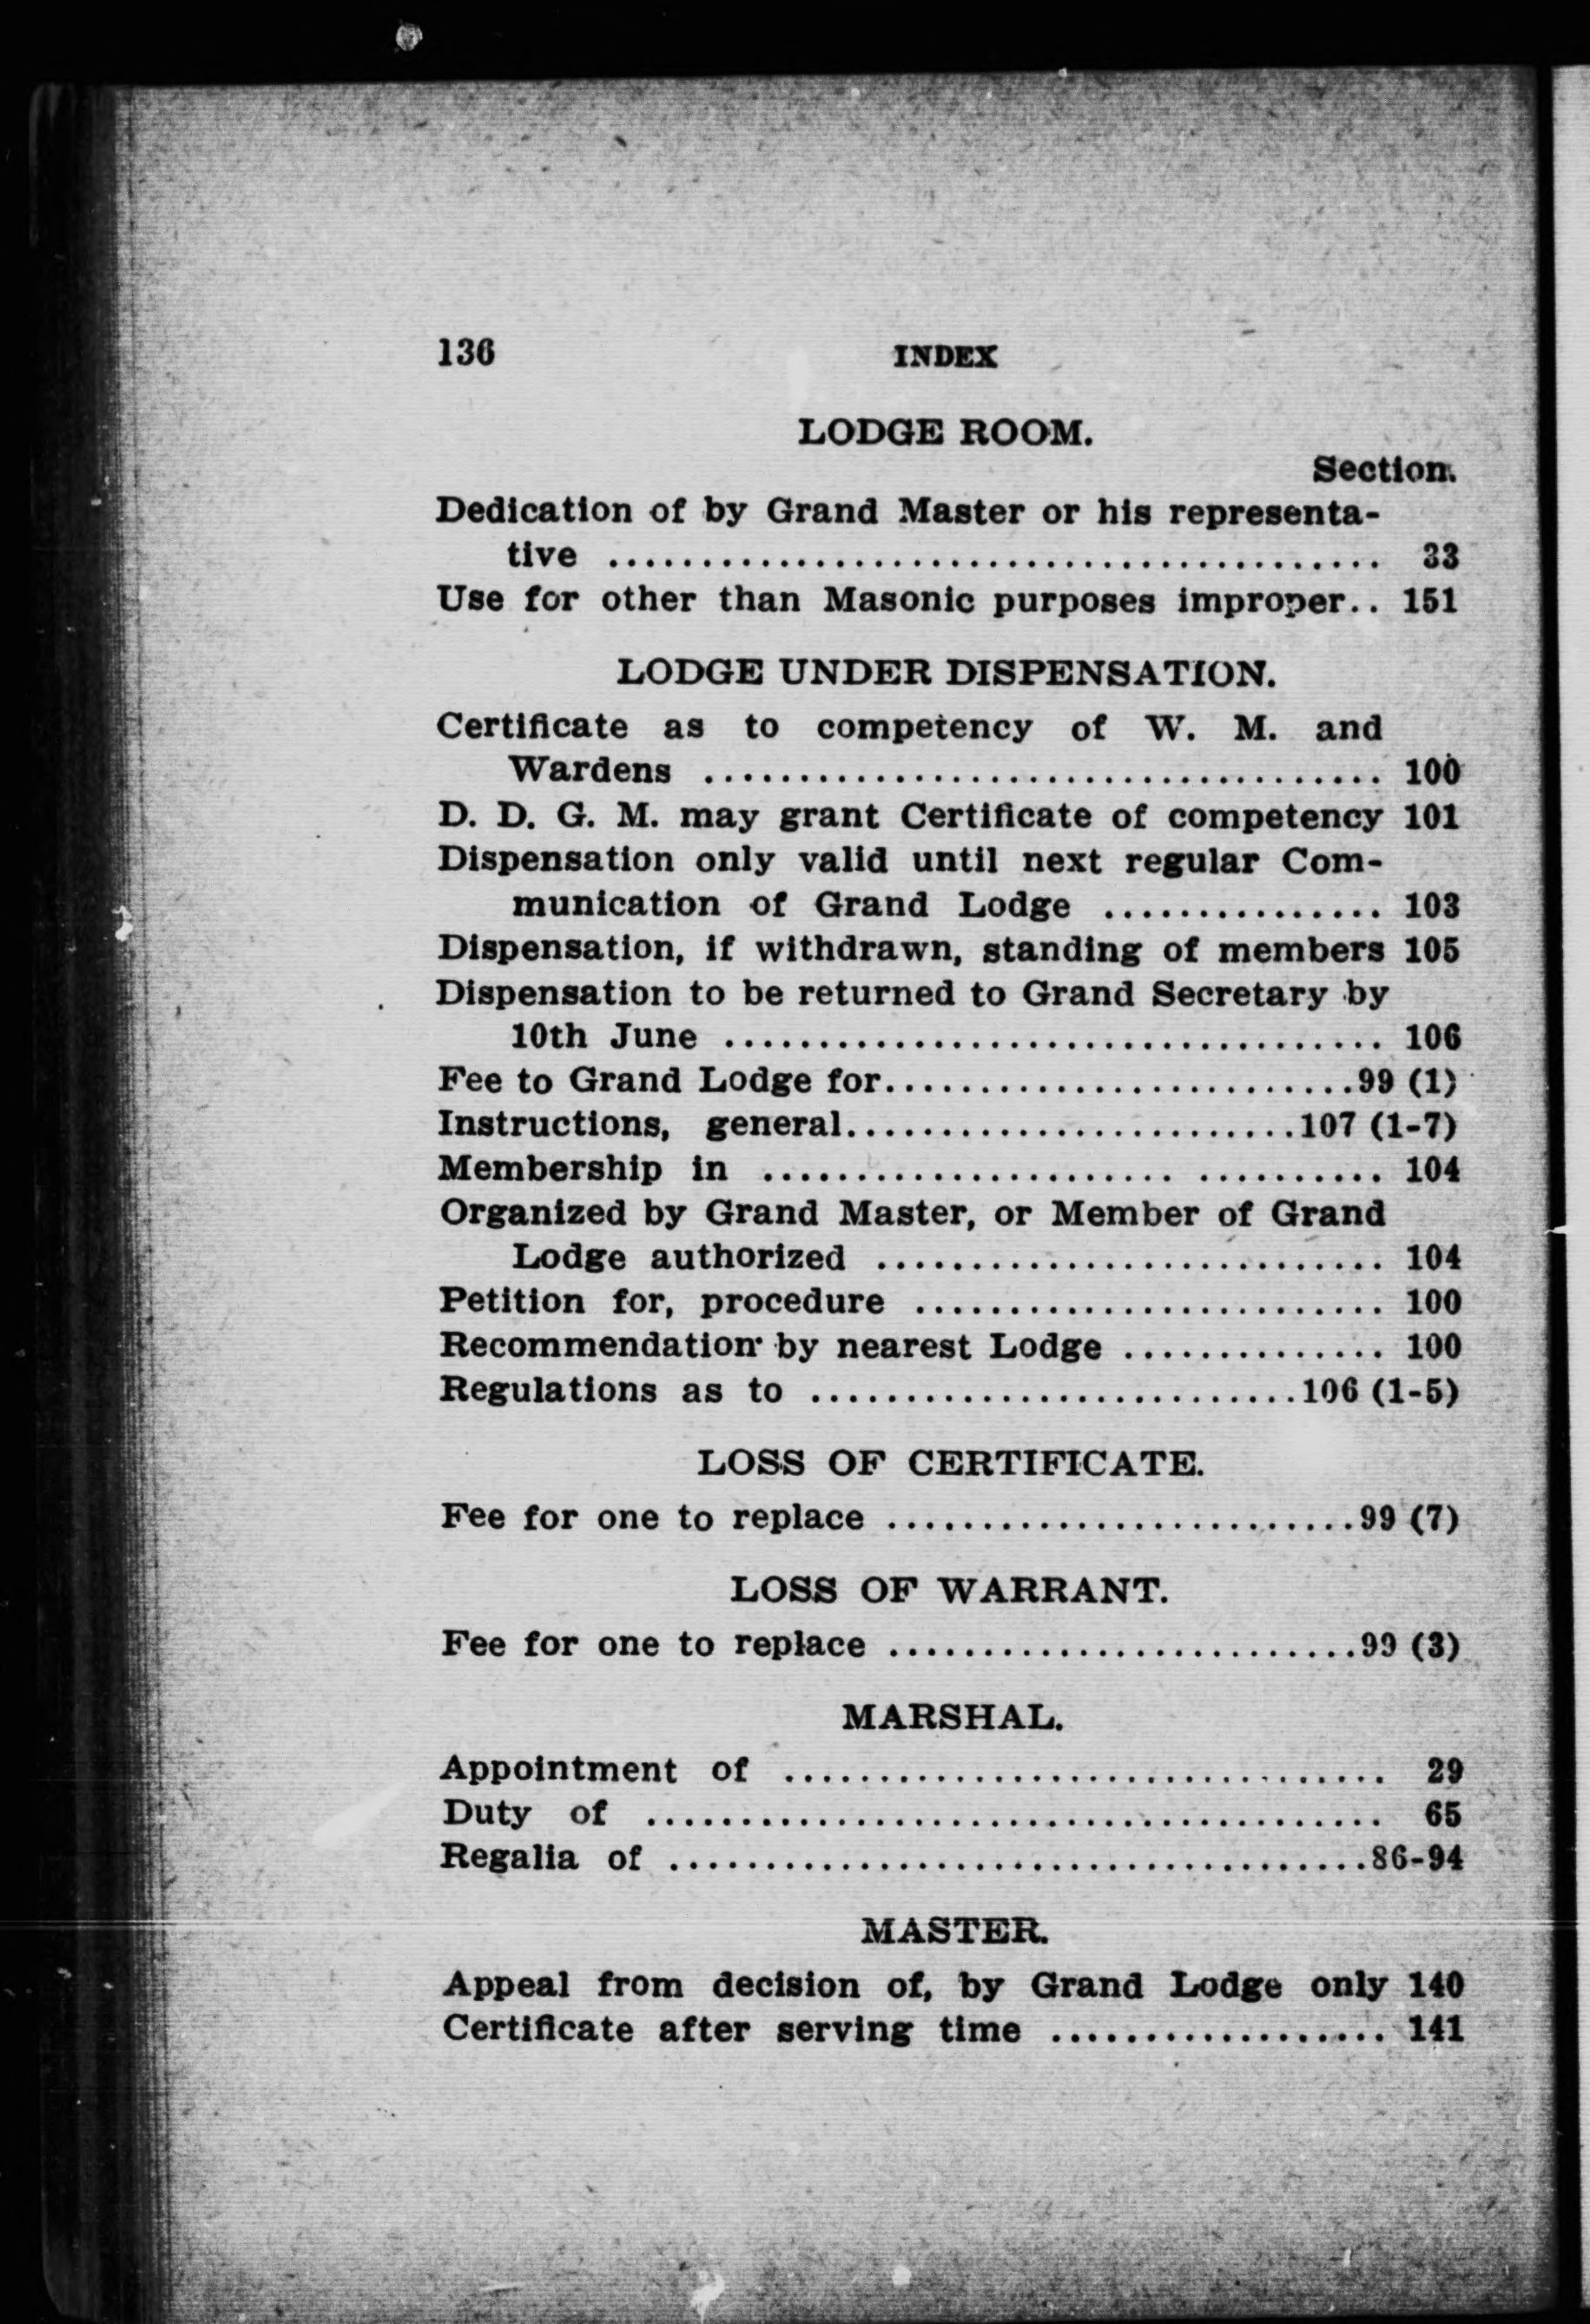 136 INDEX
LODGE ROOM.
Section.
Dedication of by Grand Master or his representa-
tive ........................................ 33
Use for other than Masonic purposes improper.. 151
LODGE UNDER DISPENSATION.
Certificate as to competency of W. M. and
Wardens .................................... 100
D. D. G. M. may grant Certificate of competency 101
Dispensation only valid until next regular Com-
munication of Grand Lodge ............... 103
Dispensation, if withdrawn, standing of members 105
Dispensation to be returned to Grand Secretary by
10th June ................................... 106
Fee to Grand Lodge for.........................99 (1)
Instructions, general........................107 (1-7)
Membership in ................................. 104
Organized by Grand Master, or Member of Grand
Lodge authorized ........................... 104
Petition for, procedure ......................... 100
Recommendation by nearest Lodge .............. 100
Regulations as to ..........................106 (1-5)
LOSS OF CERTIFICATE.
Fee for one to replace .........................99 (7)
LOSS OF WARRANT.
Fee for one to replace .........................99 (3)
MARSHAL.
Appointment of ................................ 29
Duty of ....................................... 65
Regalia of .....................................86-94
MASTER.
Appeal from decision of, by Grand Lodge only 140
Certificate after serving time .................. 141